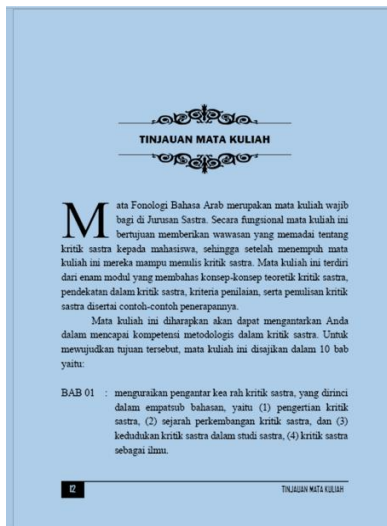 TINJAUAN MATA KULIAH
Mata Fonologi Bahasa Arab merupakan mata kuliah wajib
bagi di Jurusan Sastra. Secara fungsional mata kuliah ini
bertujuan memberikan wawasan yang memadai tentang
kritik sastra kepada mahasiswa, sehingga setelah menempuh mata
kuliah ini mereka mampu menulis kritik sastra. Mata kuliah ini terdiri
dari enam modul yang membahas konsep-konsep teoretik kritik sastra,
pendekatan dalam kritik sastra, kriteria penilaian, serta penulisan kritik
sastra disertai contoh-contoh penerapannya.
Mata kuliah ini diharapkan akan dapat mengantarkan Anda
dalam mencapai kompetensi metodologis dalam kritik sastra. Untuk
mewujudkan tujuan tersebut, mata kuliah ini disajikan dalam 10 bab
yaitu:
BAB 01 : menguraikan pengantar kea rah kritik sastra, yang dirinci
dalam empatsub bahasan, yaitu (1) pengertian kritik
sastra, (2) sejarah perkembangan kritik sastra, dan (3)
kedudukan kritik sastra dalam studi sastra, (4) kritik sastra
sebagai ilmu.
12 TINJAUAN MATA KULIAH